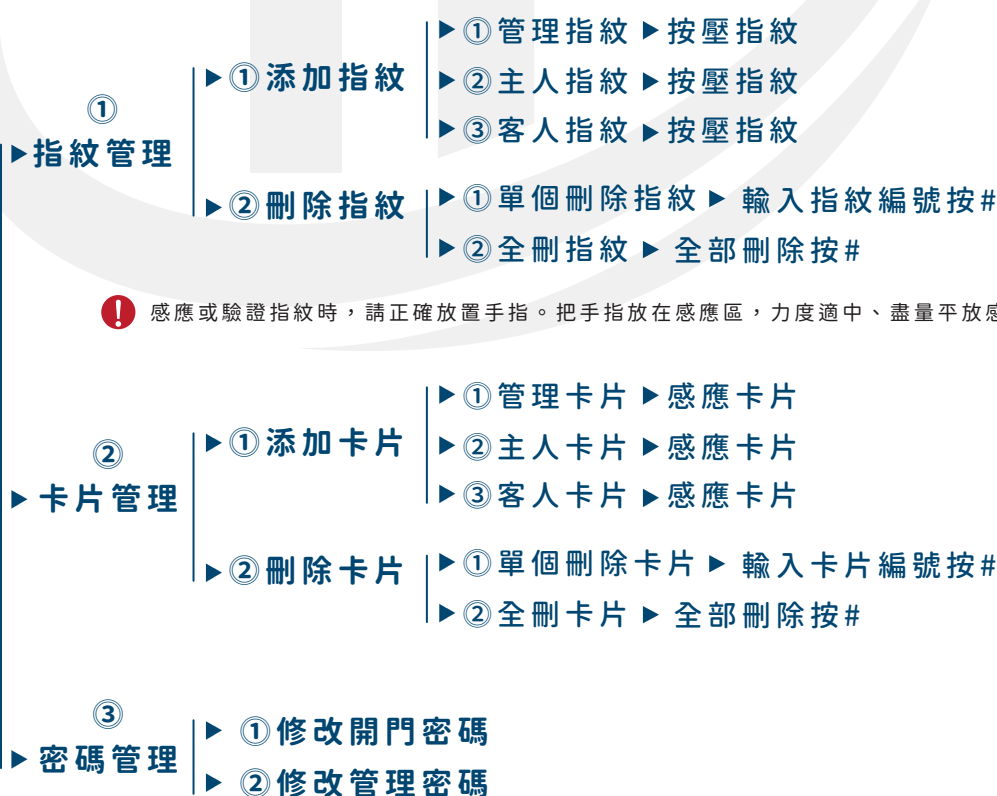 ①
▶指紋管理
▶①添加指紋
▶①管理指紋▶按壓指紋
▶②主人指紋▶按壓指紋
▶③客人指紋▶按壓指紋
▶②刪除指紋
▶①單個刪除指紋▶ 輸入指紋編號按#
▶②全刪指紋▶ 全部刪除按#
! 感應或驗證指紋時，請正確放置手指。把手指放在感應區，力度適中、盡量平放
②
▶卡片管理
▶①添加卡片
▶①管理卡片▶感應卡片
▶②主人卡片▶感應卡片
▶③客人卡片▶感應卡片
▶②刪除卡片
▶①單個刪除卡片▶ 輸入卡片編號按#
▶②全刪卡片▶ 全部刪除按#
③
▶密碼管理
▶ ①修改開門密碼
▶ ②修改管理密碼